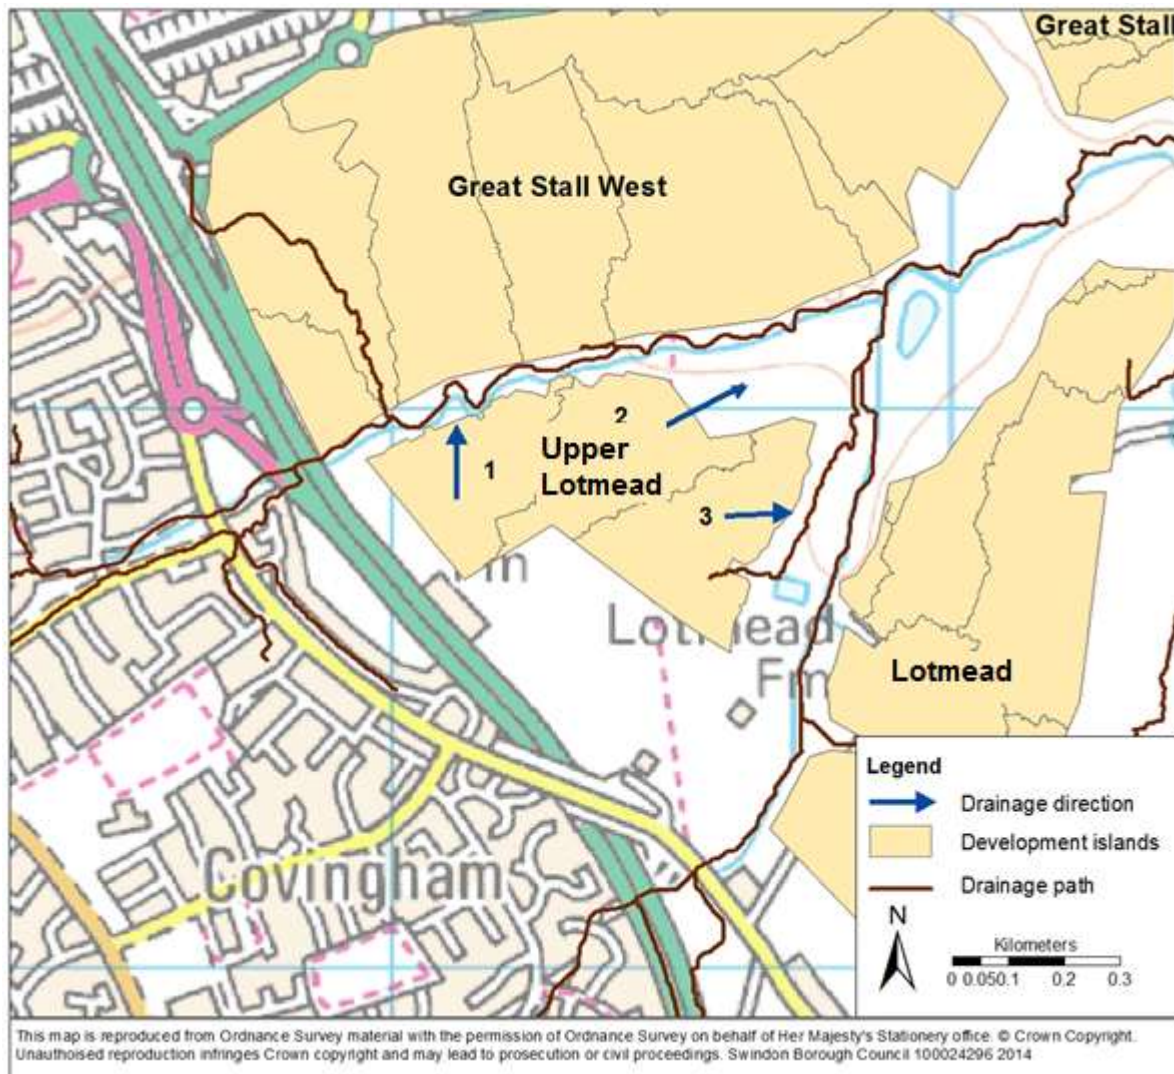 Great Stall
Great Stall West
2
1
2
Upper
Lotmead
3
Fm
Lotmead
Fm
Lotmead
Covingham
Legend
Drainage direction
Development islands
Drainage path
N
Kilometers
0 0.050.1 0.2 0.3
This map is reproduced from Ordnance Survey material with the permission of Ordnance Survey on behalf of Her Majesty's Stationery office. © Crown Copyright.
Unauthoised reproduction infringes Crown copyright and may lead to prosecution or civil proceedings. Swindon Borough Council 100024296 2014